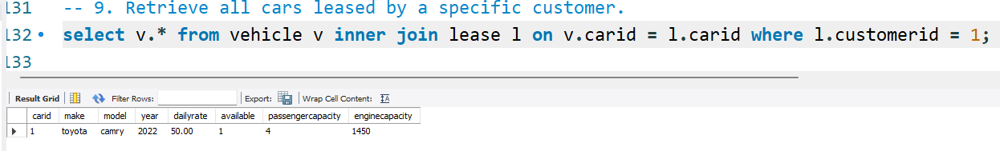 131 -- 9. Retrieve all cars leased by a specific customer.
132 select v.* from vehicle v inner join lease l on v.carid = l.carid where l.customerid = 1;
133
Result Grid Filter Rows: Export: Wrap Cell Content:
carid make model year dailyrate available passengercapacity enginecapacity
1 toyota camry 2022 50.00 1 4 1450